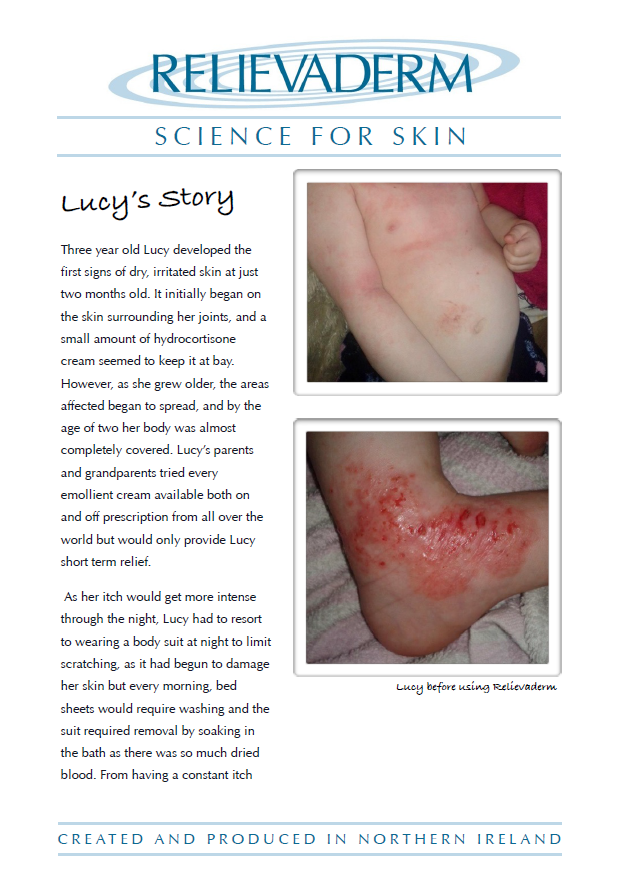 RELIEVADERM
SCIENCE FOR SKIN
Lucy's Story
Three year old Lucy developed the
first signs of dry, irritated skin at just
two months old. It initially began on
the skin surrounding her joints, and a
small amount of hydrocortisone
cream seemed to keep it at bay.
However, as she grew older, the areas
affected began to spread, and by the
age of two her body was almost
completely covered. Lucy's parents
and grandparents tried every
emollient cream available both on
and off prescription from all over the
world but would only provide Lucy
short term relief.
As her itch would get more intense
through the night, Lucy had to resort
to wearing a body suit at night to limit
scratching, as it had begun to damage
her skin but every morning, bed
sheets would require washing and the
suit required removal by soaking in
the bath as there was so much dried
blood. From having a constant itch
Lucy before using Relievaderm
CREATED AND PRODUCED IN NORTHERN IRELAND